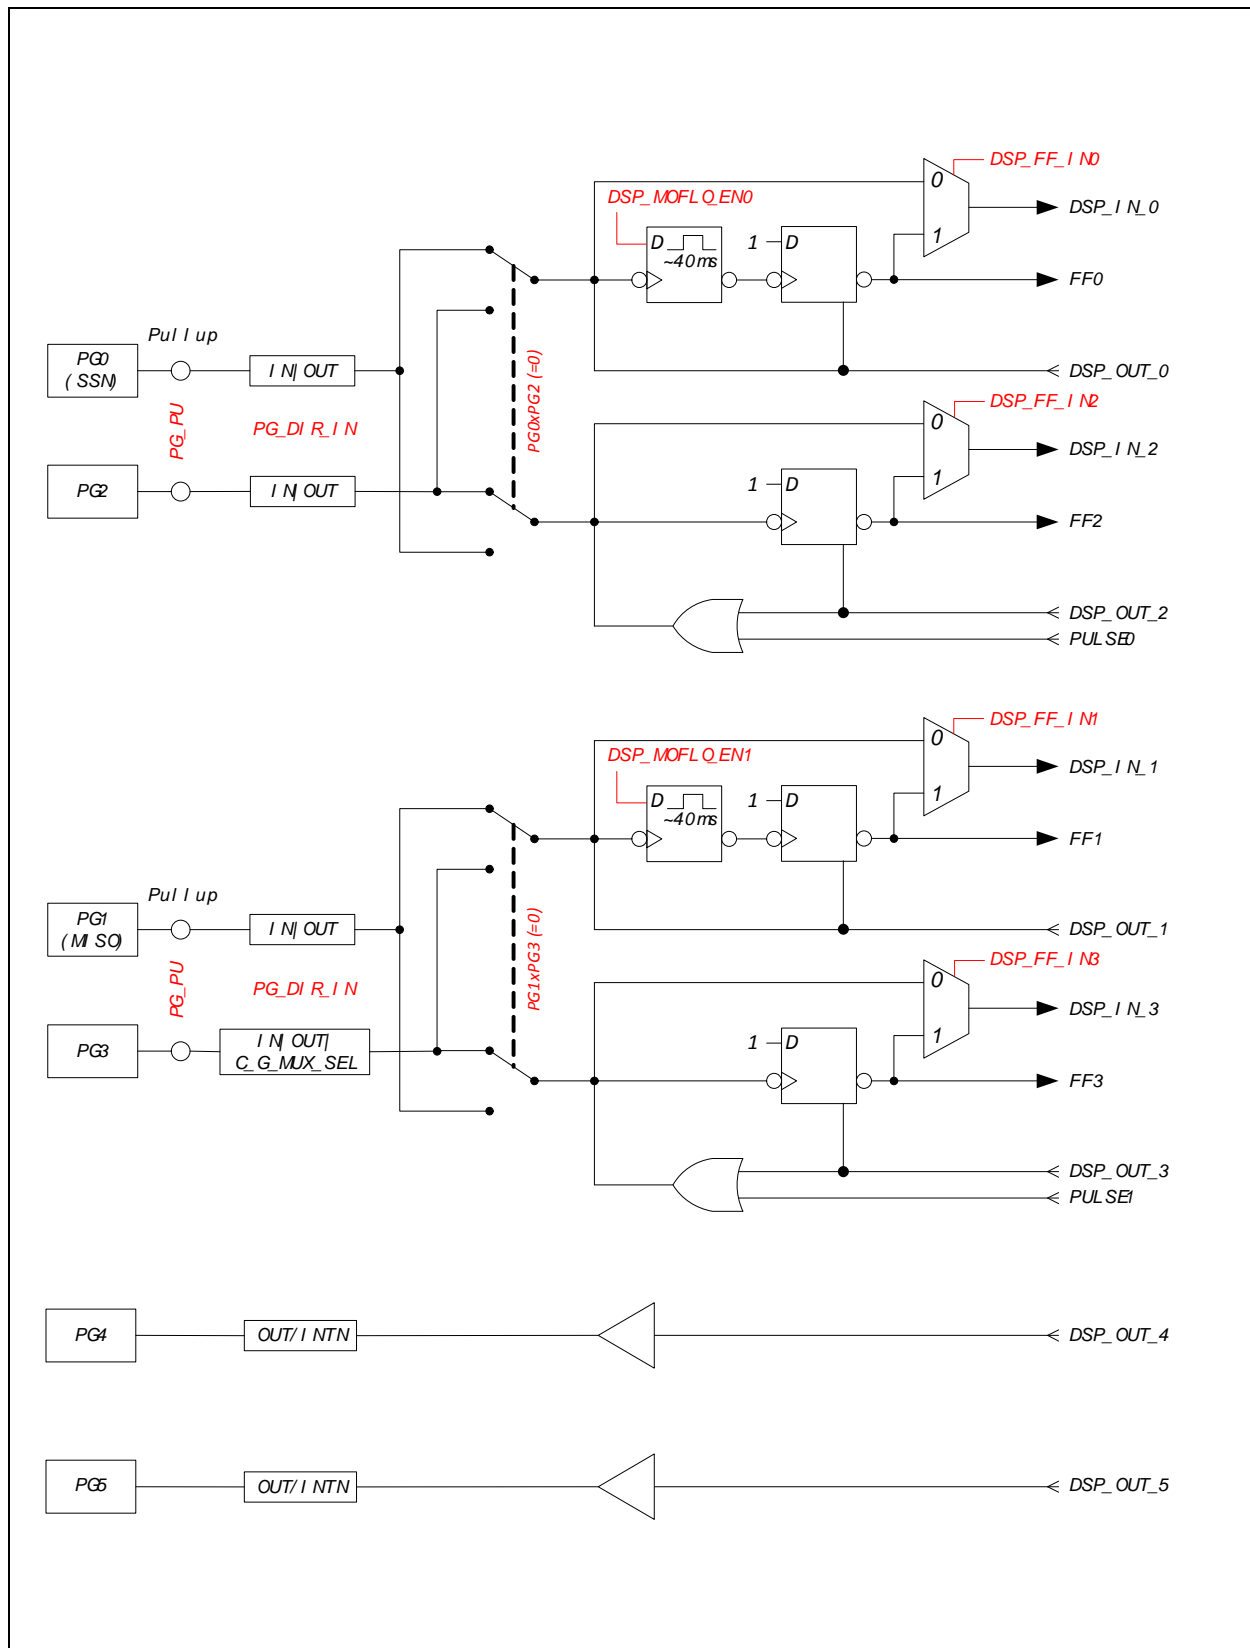 DSP_FF_IN0
0
DSP_MOFLO_EN0
DSP_IN_0
D
1
D
1
~40ms
FF0
Pull up
PG0
(SSN)
IN|OUT
PG0xPG2 (=0)
DSP_OUT_0
PG_PU
PG_DIR_IN
DSP_FF_IN2
0
DSP_IN_2
PG2
IN|OUT
1
D
1
FF2
DSP_OUT_2
PULSE0
DSP_FF_IN1
0
DSP_MOFLO_EN1
DSP_IN_1
D
1
D
1
~40ms
FF1
Pull up
PG1
(MISO)
IN|OUT
PG1xPG3 (=0)
DSP_OUT_1
PG_PU
PG_DIR_IN
DSP_FF_IN3
0
DSP_IN_3
PG3
IN|OUT|
C_G_MUX_SEL
1
D
1
FF3
DSP_OUT_3
PULSE1
PG4
OUT/INTN
DSP_OUT_4
PG5
OUT/INTN
DSP_OUT_5